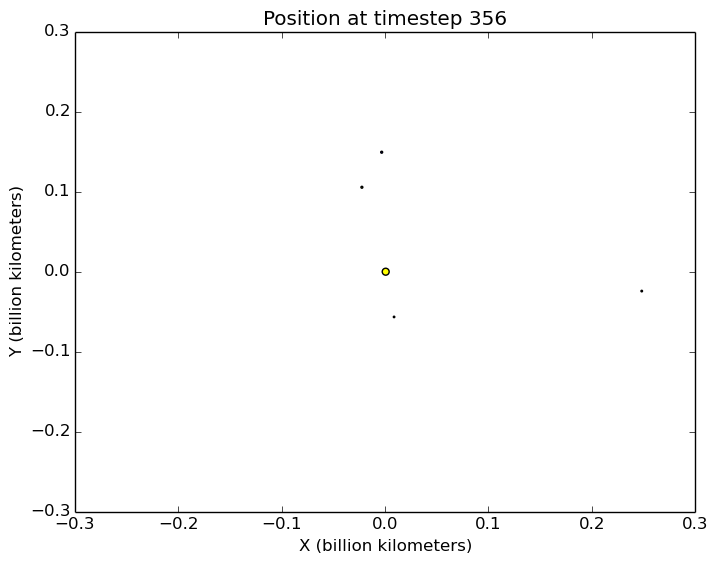 Position at timestep 356
0.3
0.2
0.1
0.0
−0.1
−0.2
−0.3
Y (billion kilometers)
−0.3 −0.2 −0.1 0.0 0.1 0.2 0.3
X (billion kilometers)